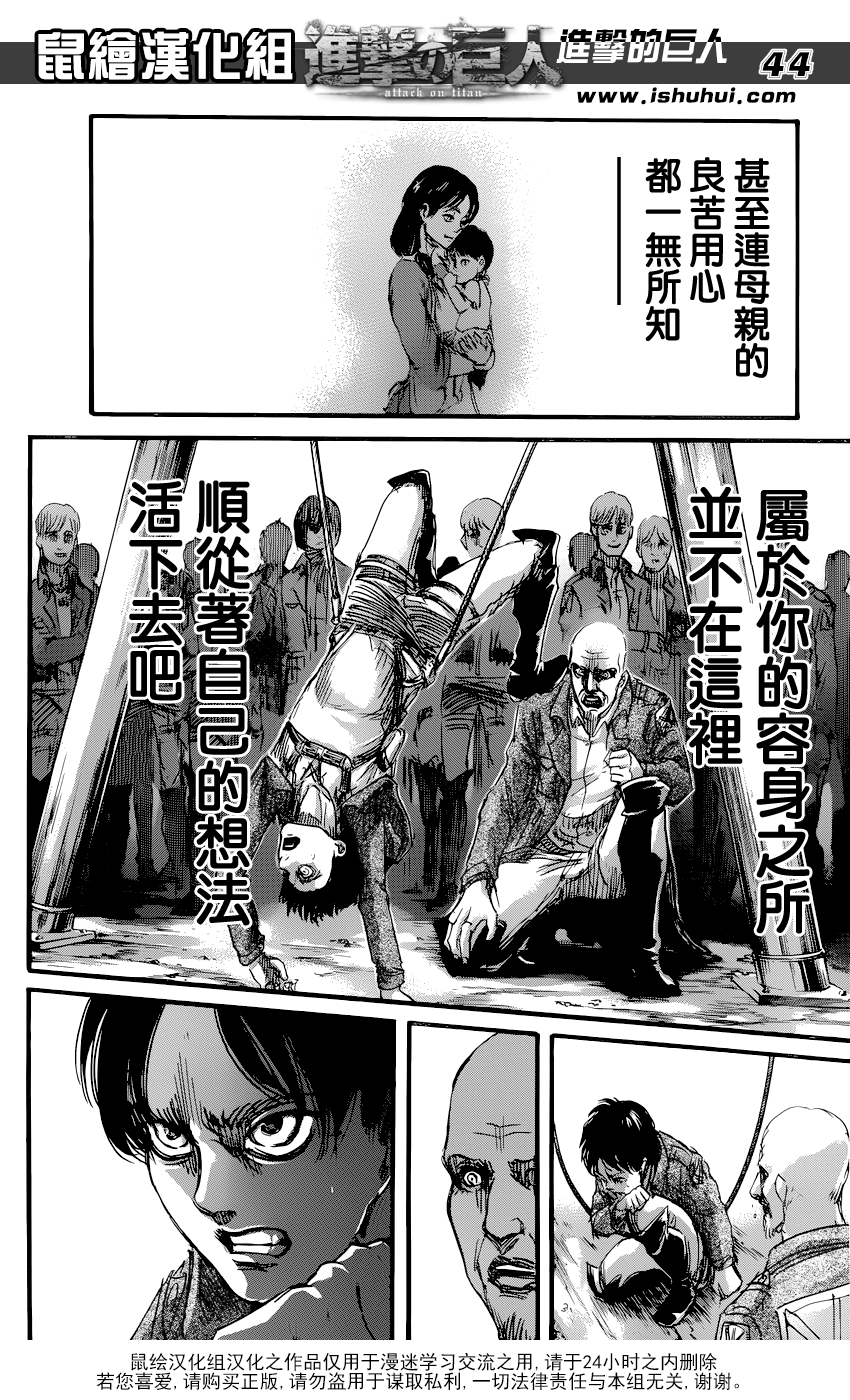 鼠繪漢化組
進撃の巨人
attack on titan
進擊的巨人
44
www.ishuhui.com
甚至連母親的
良苦用心
都一無所知
——
屬於你的容身之所
並不在這裡
順從著自己的想法
活下去吧
鼠绘汉化组汉化之作品仅用于漫迷学习交流之用,请于24小时之内删除
若您喜爱,请购买正版,请勿盗用于谋取私利,一切法律责任与本组无关,谢谢。